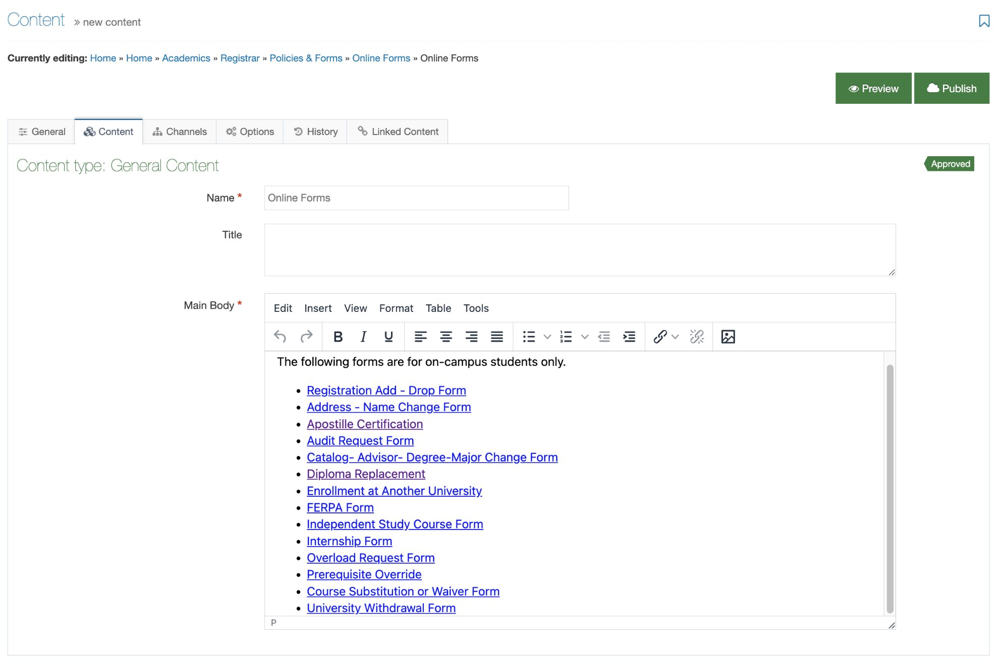 Content » new content
Currently editing: Home » Home » Academics » Registrar » Policies & Forms » Online Forms » Online Forms
Preview Publish
General Content Channels Options History Linked Content
Content type: General Content
Approved
Name * Online Forms
Title
Main Body *
Edit Insert View Format Table Tools
B I U
The following forms are for on-campus students only.
• Registration Add - Drop Form
• Address - Name Change Form
• Apostille Certification
• Audit Request Form
• Catalog- Advisor- Degree-Major Change Form
• Diploma Replacement
• Enrollment at Another University
• FERPA Form
• Independent Study Course Form
• Internship Form
• Overload Request Form
• Prerequisite Override
• Course Substitution or Waiver Form
• University Withdrawal Form
P